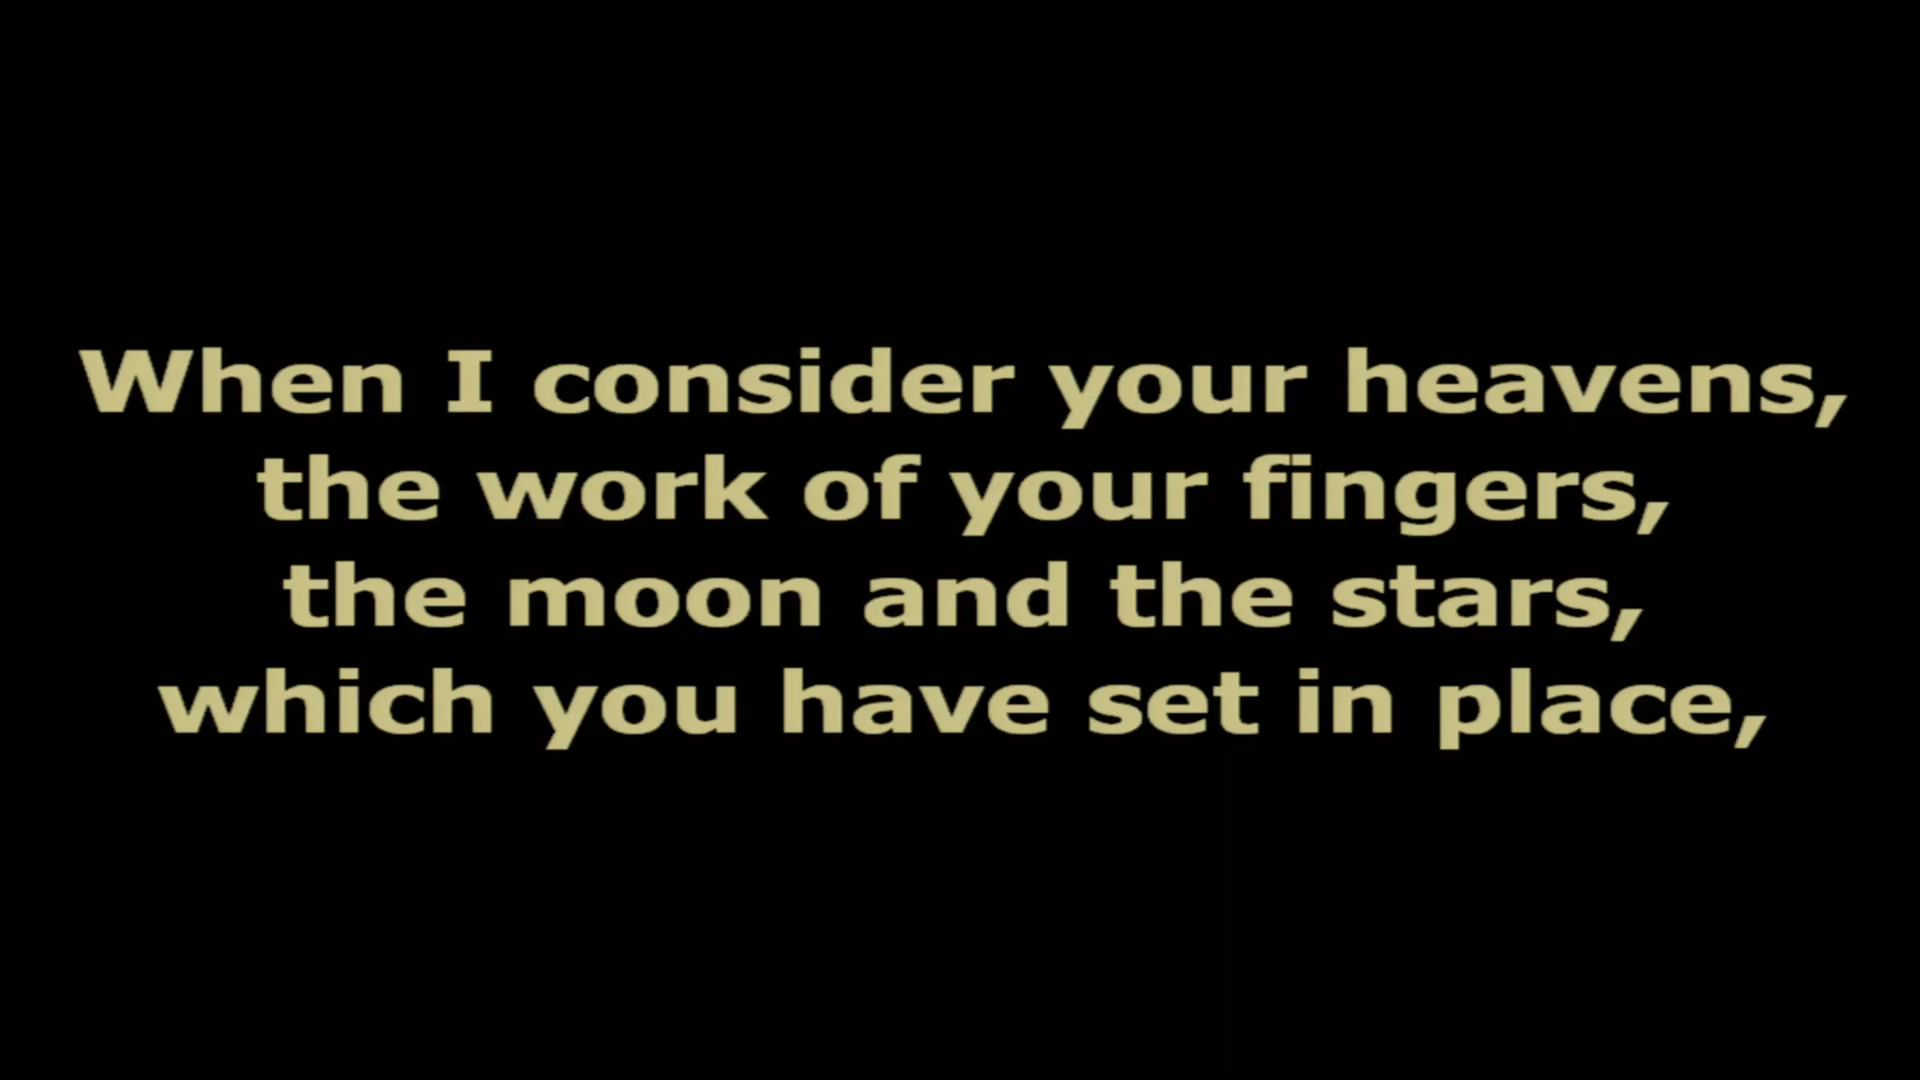 When I consider your heavens,
the work of your fingers,
the moon and the stars,
which you have set in place,